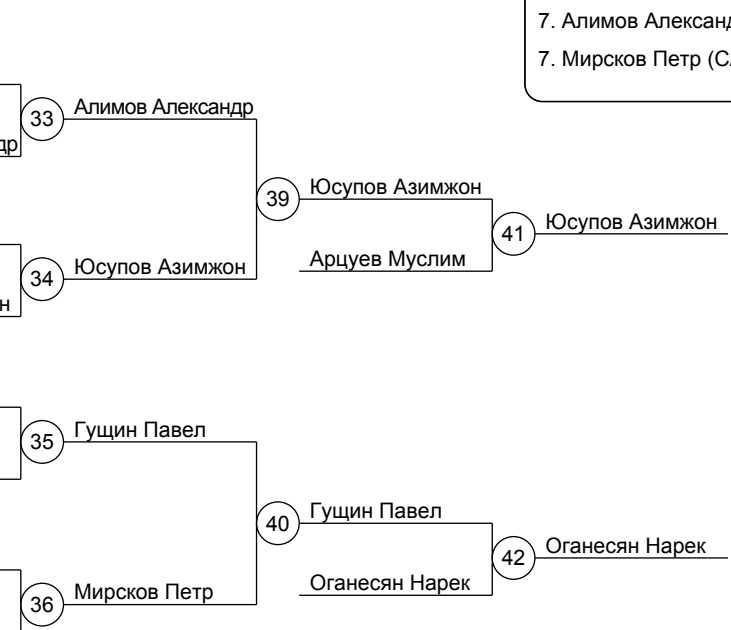 7. Алимов Александ
7. Мирсков Петр (С
33 Алимов Александр
др
39 Юсупов Азимжон
41 Юсупов Азимжон
Арцуев Муслим
34 Юсупов Азимжон
н
35 Гущин Павел
40 Гущин Павел
42 Оганесян Нарек
Оганесян Нарек
36 Мирсков Петр